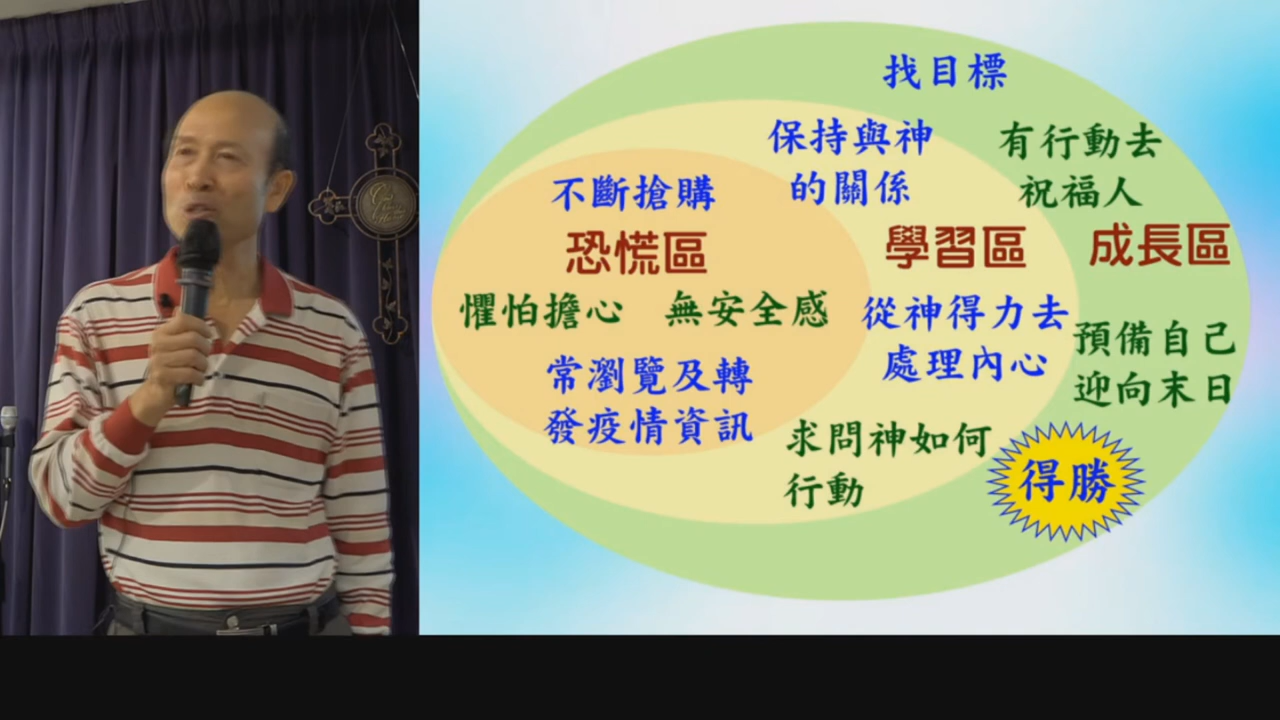 找目標
保持與神
的關係
有行動去
祝福人
不斷搶購
恐慌區
學習區
成長區
懼怕擔心 無安全感
從神得力去
處理內心
預備自己
迎向末日
常瀏覽及轉
發疫情資訊
求問神如何
行動
得勝